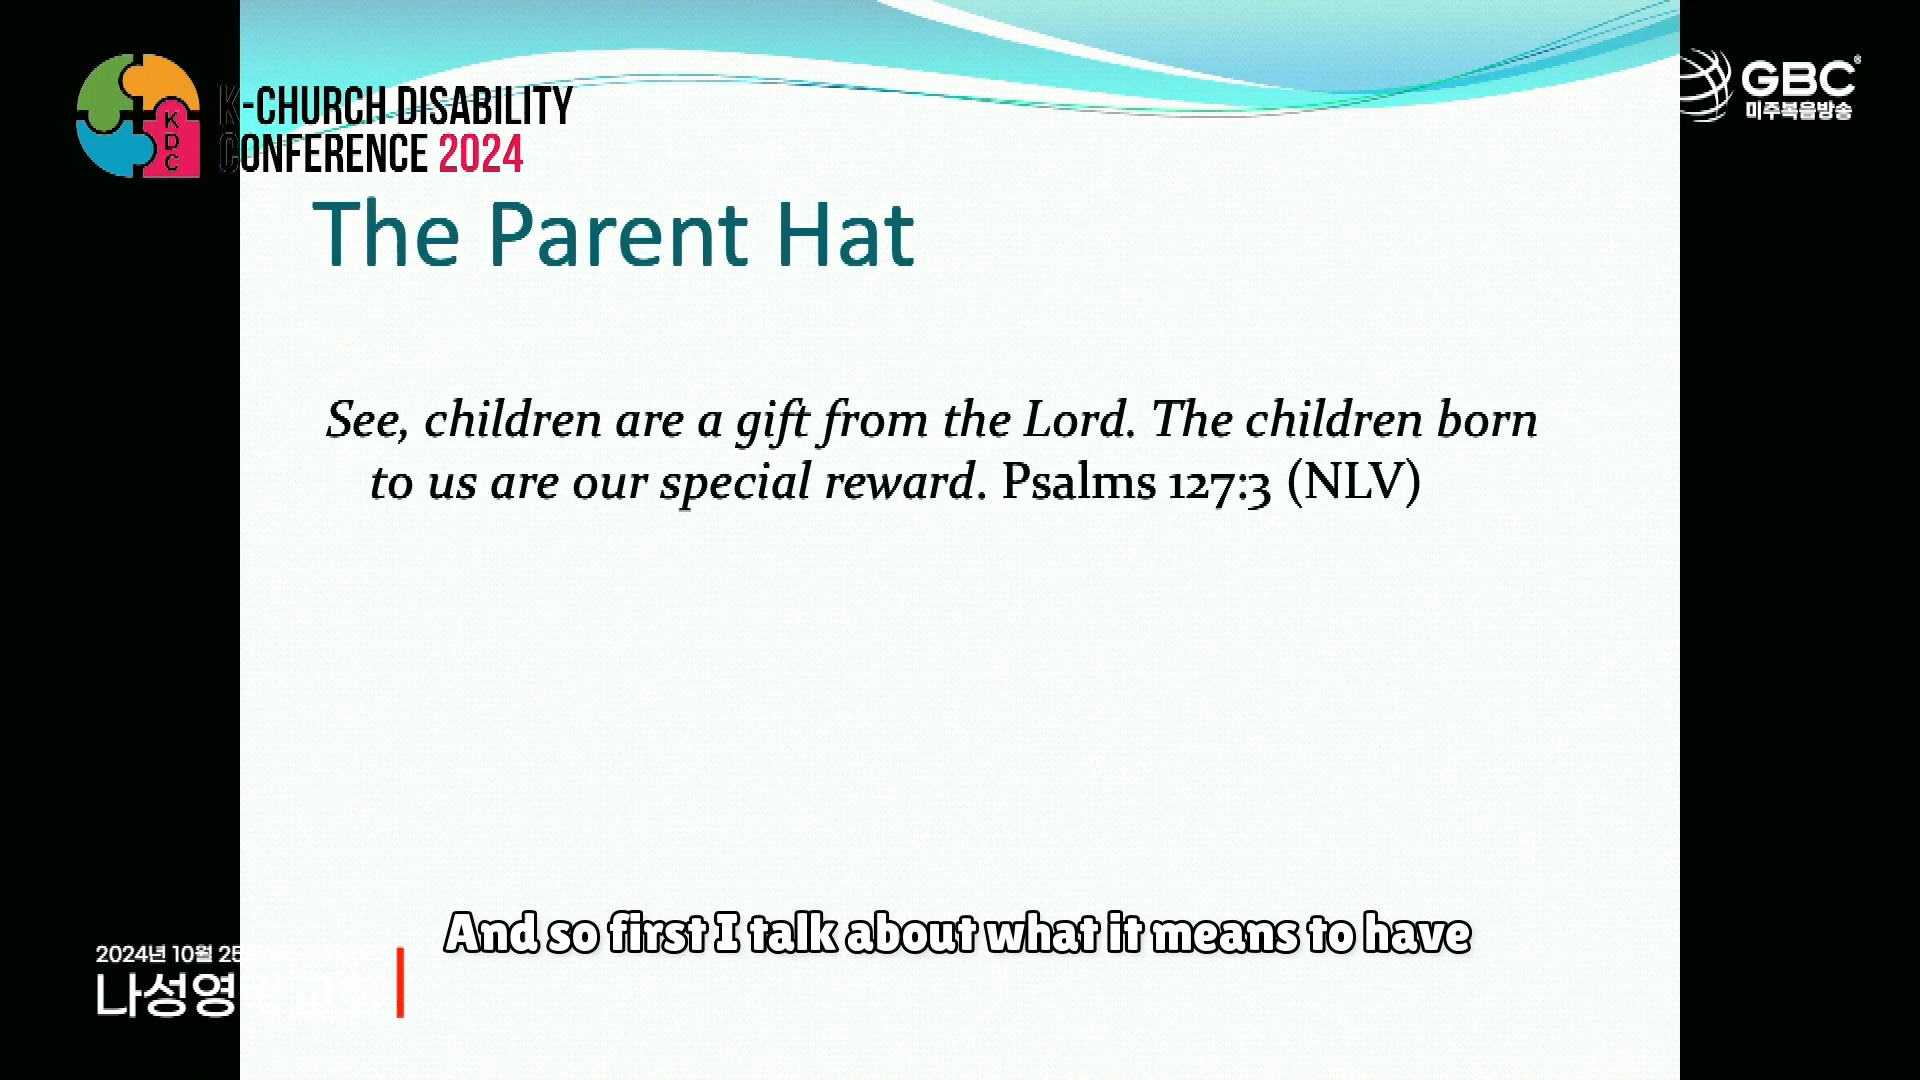 K-CHURCH DISABILITY
CONFERENCE 2024
KDC
GBC®
미주복음방송
The Parent Hat
See, children are a gift from the Lord. The children born
to us are our special reward. Psalms 127:3 (NLV)
And so first I talk about what it means to have
2024년 10월 25
나성영